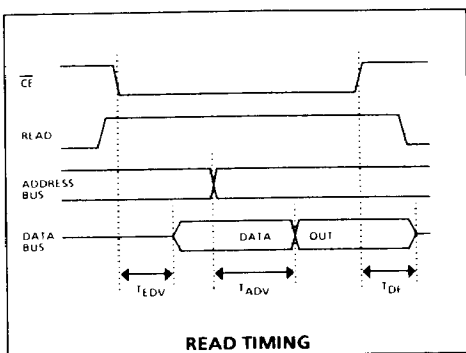 CE
READ
ADDRESS
BUS
DATA
BUS
DATA OUT
TEDV TADV TDf
READ TIMING